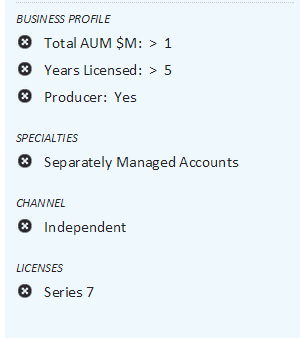 BUSINESS PROFILE
Total AUM $M: > 1
Years Licensed: > 5
Producer: Yes
SPECIALTIES
Separately Managed Accounts
CHANNEL
Independent
LICENSES
Series 7